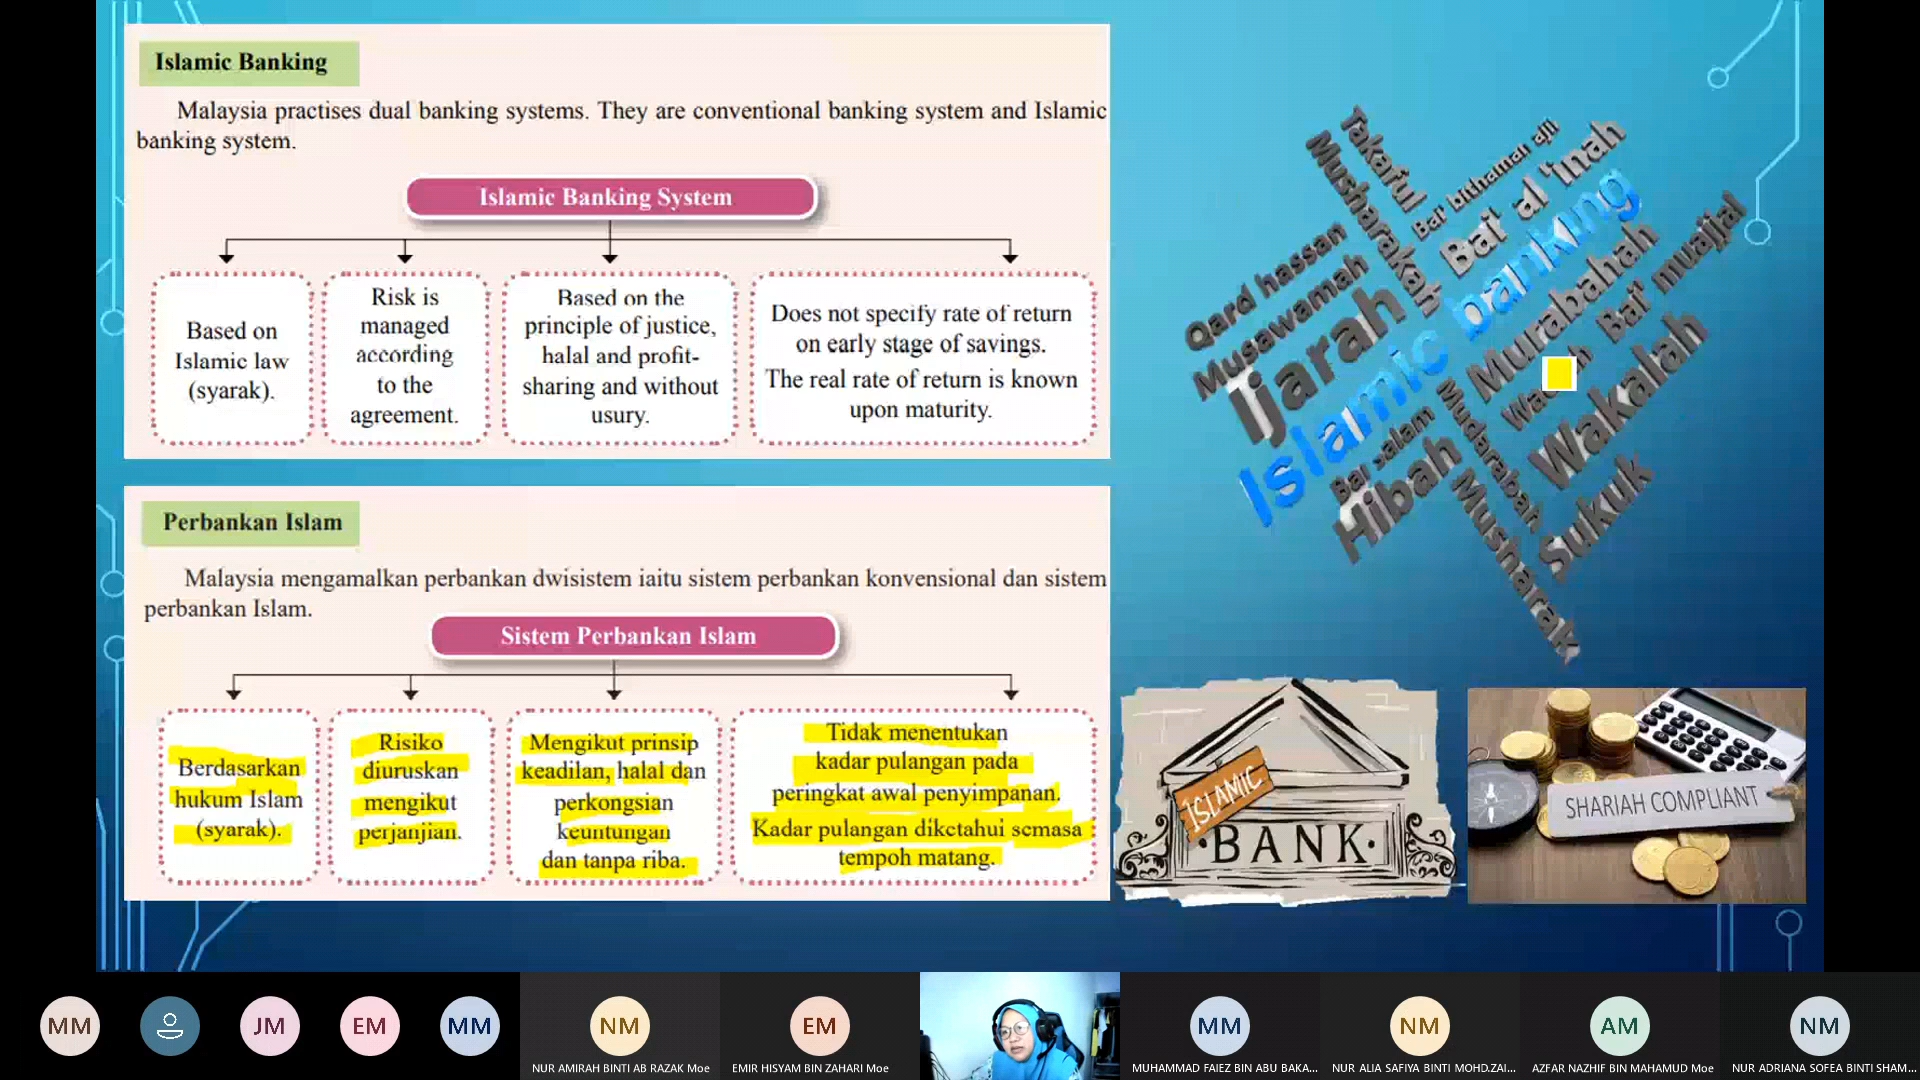 Islamic Banking
Malaysia practises dual banking systems. They are conventional banking system and Islamic
banking system.
Islamic Banking System
Based on
Islamic law
(syarak).
Risk is
managed
according
to the
agreement.
Based on the
principle of justice,
halal and profit-
sharing and without
usury.
Does not specify rate of return
on early stage of savings.
The real rate of return is known
upon maturity.
Perbankan Islam
Malaysia mengamalkan perbankan dwisistem iaitu sistem perbankan konvensional dan sistem
perbankan Islam.
Sistem Perbankan Islam
Berdasarkan
hukum Islam
(syarak).
Risiko
diuruskan
mengikut
perjanjian.
Mengikut prinsip
keadilan, halal dan
perkongsian
keuntungan
dan tanpa riba.
Tidak menentukan
kadar pulangan pada
peringkat awal penyimpanan.
Kadar pulangan diketahui semasa
tempoh matang.
Takaful
Musharakah
Bai' bithaman ajil
Bai' al 'inah
Qard hassan
Musawamah
Ijarah
Islamic banking
Murabahah
Bai' muajjal
Wakalah
Bai salam
Hibah
Mudarabah
Musharak
Sukuk
ISLAMIC
BANK
SHARIAH COMPLIANT
MM
JM
EM
MM
NM
NUR AMIRAH BINTI AB RAZAK Moe
EM
EMIR HISYAM BIN ZAHARI Moe
MM
MUHAMMAD FAIEZ BIN ABU BAKA...
NM
NUR ALIA SAFIYA BINTI MOHD.ZAI...
AM
AZFAR NAZHIF BIN MAHAMUD Moe
NM
NUR ADRIANA SOFEA BINTI SHAM...